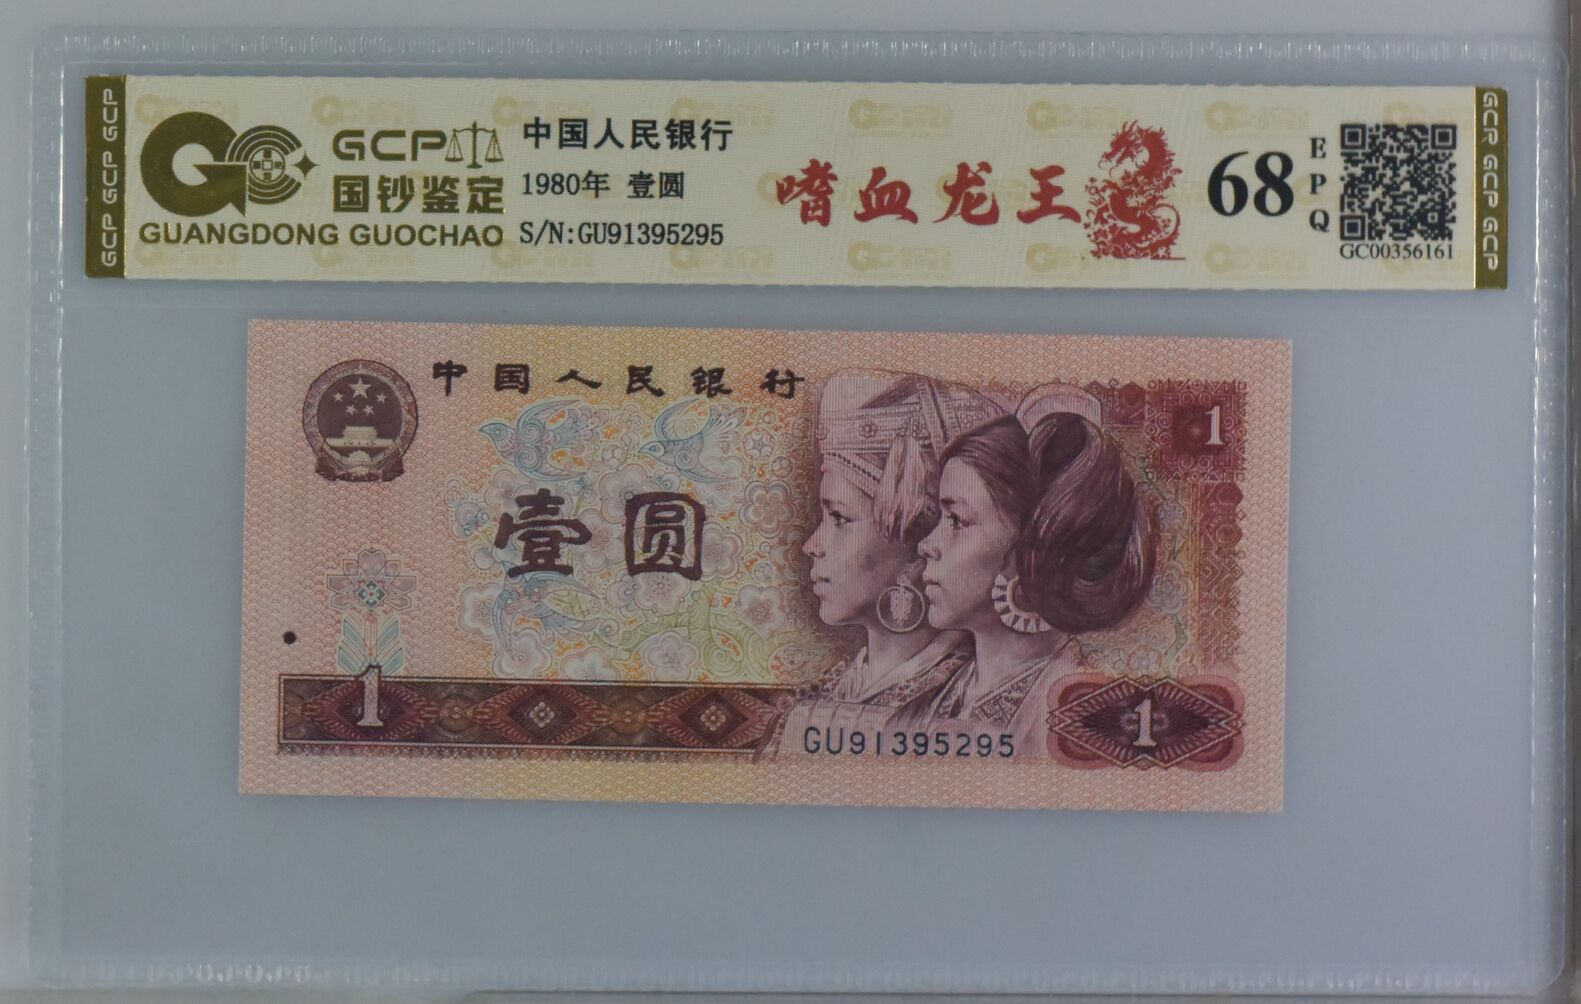 GCP GCP GCP
GCP
国钞鉴定
GUANGDONG GUOCHAO
中国人民银行
1980年 壹圆
S/N:GU91395295
嗜血龙王
68
EPQ
GC00356161
GCP GCP GCP
中国人民银行
1
壹圆
1
GU91395295
1